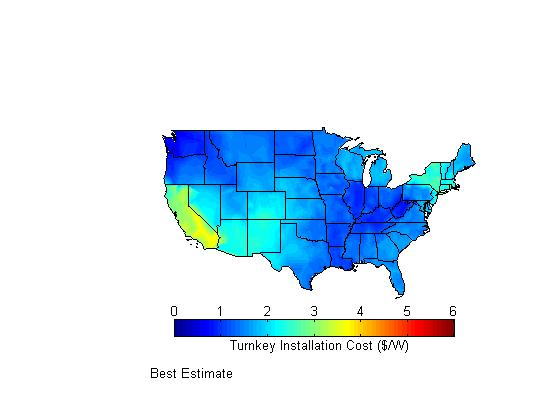 0 1 2 3 4 5 6
Turnkey Installation Cost ($/W)
Best Estimate